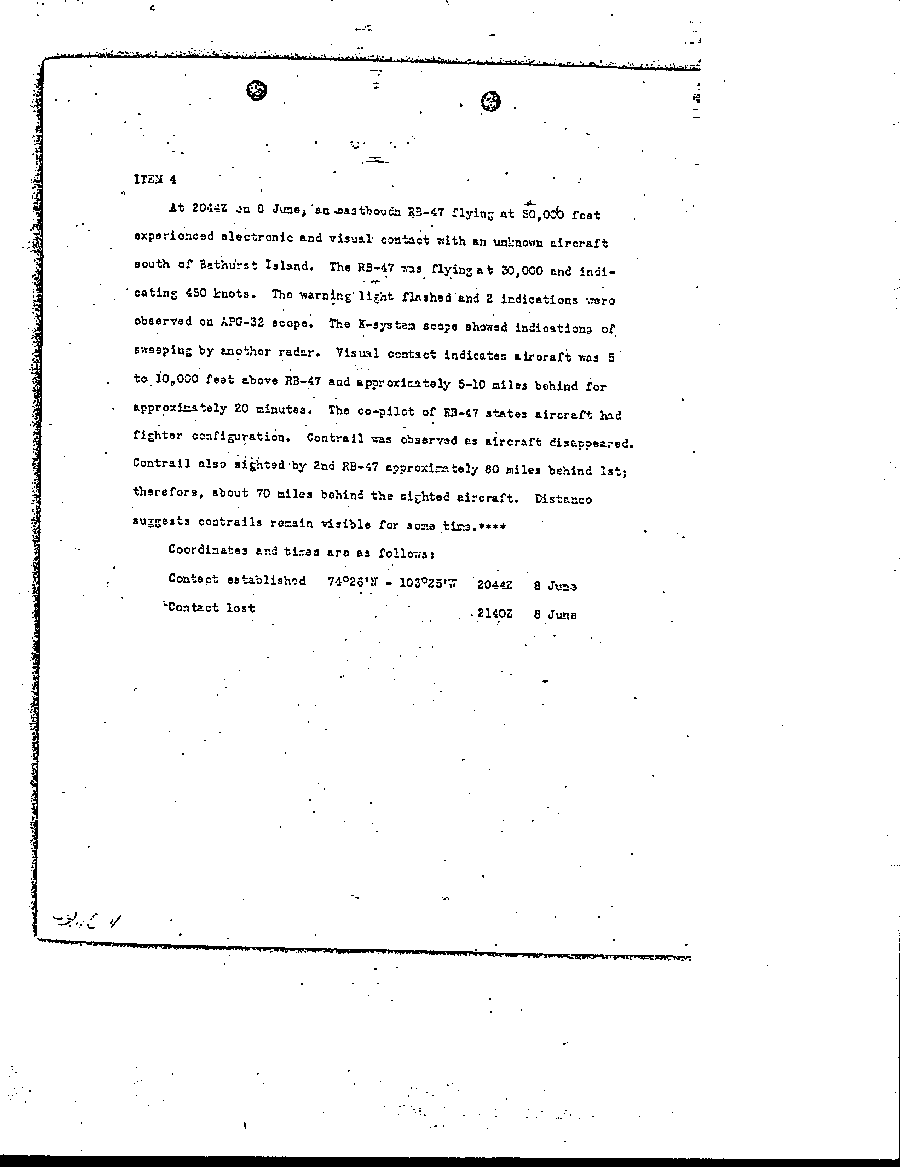 ITEM 4
At 2044Z on 8 June, an eastbound RB-47 flying at 30,000 feet
experienced electronic and visual contact with an unknown aircraft
south of Bathurst Island. The RB-47 was flying at 30,000 and indi-
cating 450 knots. The warning light flashed and 2 indications were
observed on APG-32 scope. The K-system scope showed indications of
sweeping by another radar. Visual contact indicates aircraft was 5
to 10,000 feet above RB-47 and approximately 5-10 miles behind for
approximately 20 minutes. The co-pilot of RB-47 states aircraft had
fighter configuration. Contrail was observed as aircraft disappeared.
Contrail also sighted by 2nd RB-47 approximately 80 miles behind 1st;
therefore, about 70 miles behind the sighted aircraft. Distance
suggests contrails remain visible for some time.****
Coordinates and times are as follows:
Contact established 74°26'N - 103°25'W 2044Z 8 June
Contact lost 2140Z 8 June
4